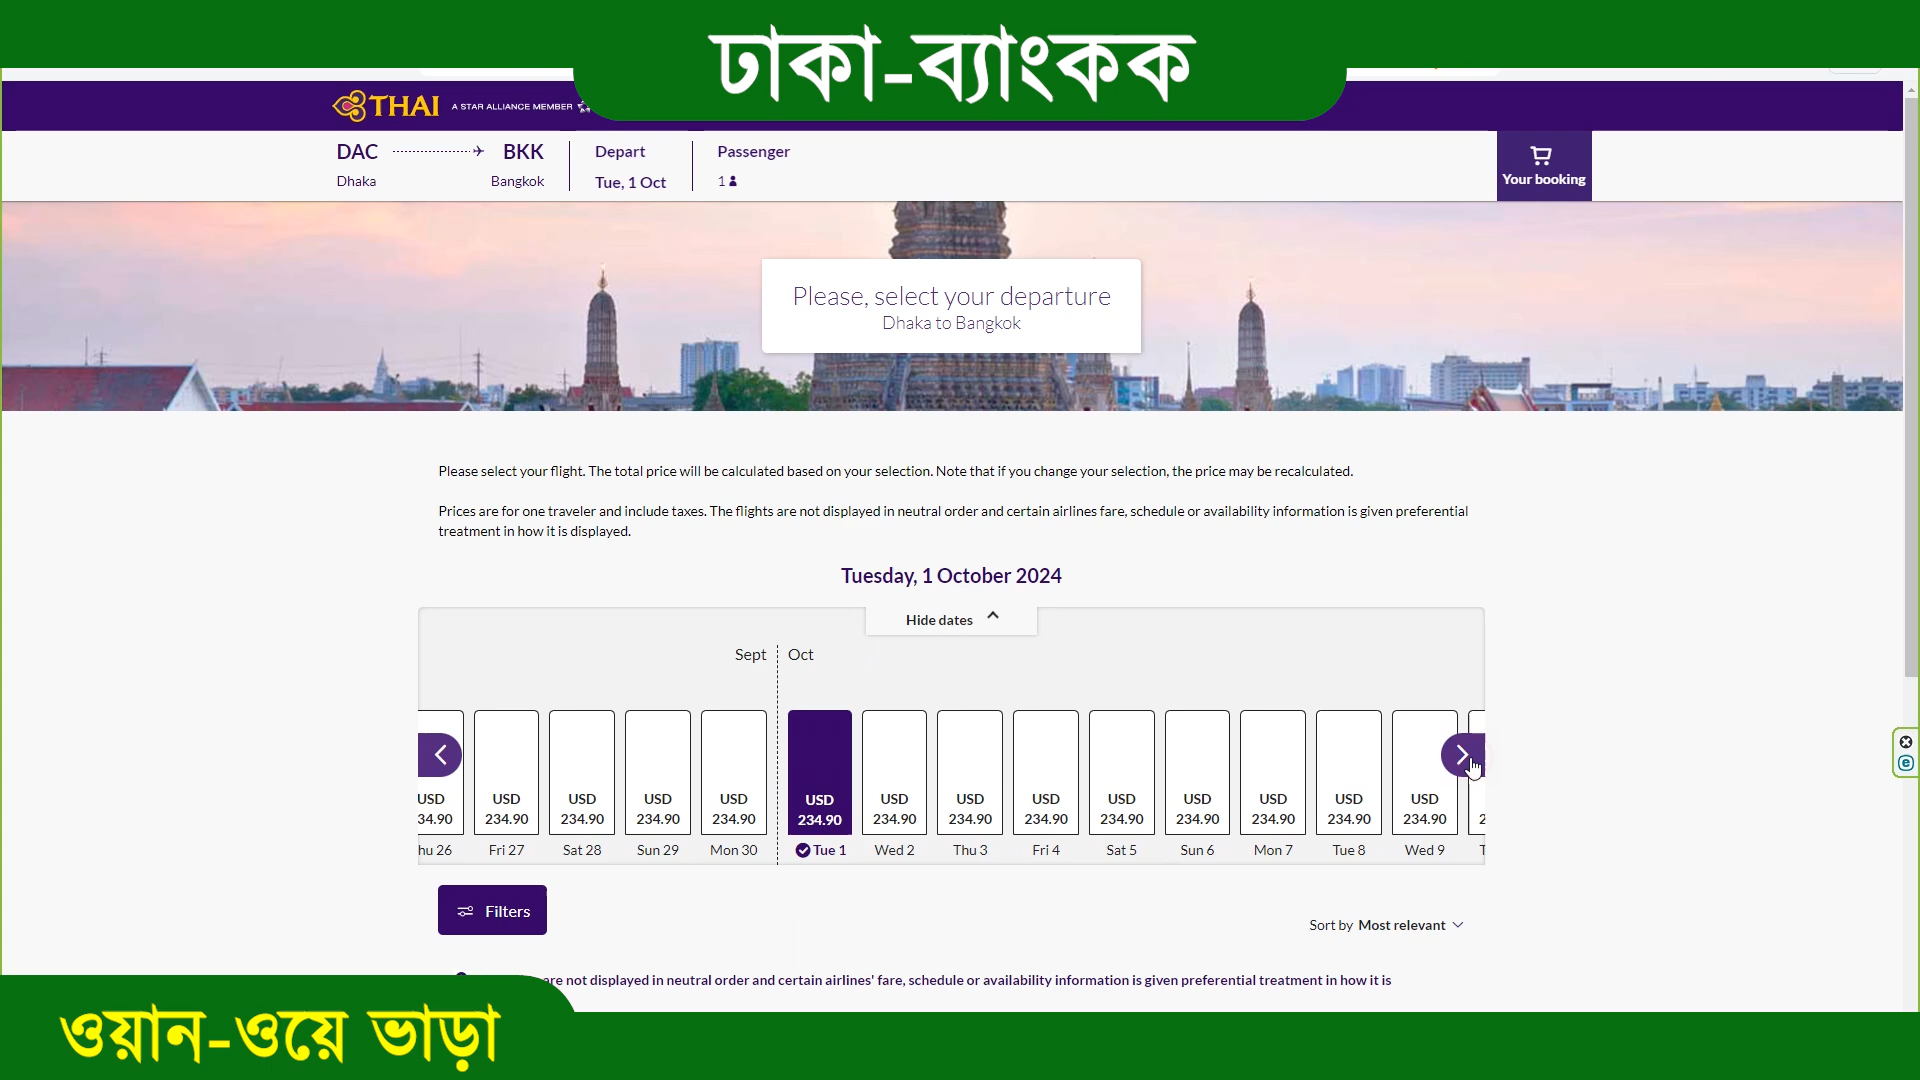 ঢাকা-ব্যাংকক
THAI A STAR ALLIANCE MEMBER
DAC BKK Depart Passenger
Dhaka Bangkok Tue, 1 Oct 1
Your booking
Please, select your departure
Dhaka to Bangkok
Please select your flight. The total price will be calculated based on your selection. Note that if you change your selection, the price may be recalculated.
Prices are for one traveler and include taxes. The flights are not displayed in neutral order and certain airlines fare, schedule or availability information is given preferential
treatment in how it is displayed.
Tuesday, 1 October 2024
Hide dates
Sept Oct
USD USD USD USD USD USD USD USD USD USD USD USD USD USD
34.90 234.90 234.90 234.90 234.90 234.90 234.90 234.90 234.90 234.90 234.90 234.90 234.90 234.90 2
hu 26 Fri 27 Sat 28 Sun 29 Mon 30 Tue 1 Wed 2 Thu 3 Fri 4 Sat 5 Sun 6 Mon 7 Tue 8 Wed 9 T
Filters
Sort by Most relevant
are not displayed in neutral order and certain airlines' fare, schedule or availability information is given preferential treatment in how it is
ওয়ান-ওয়ে ভাড়া